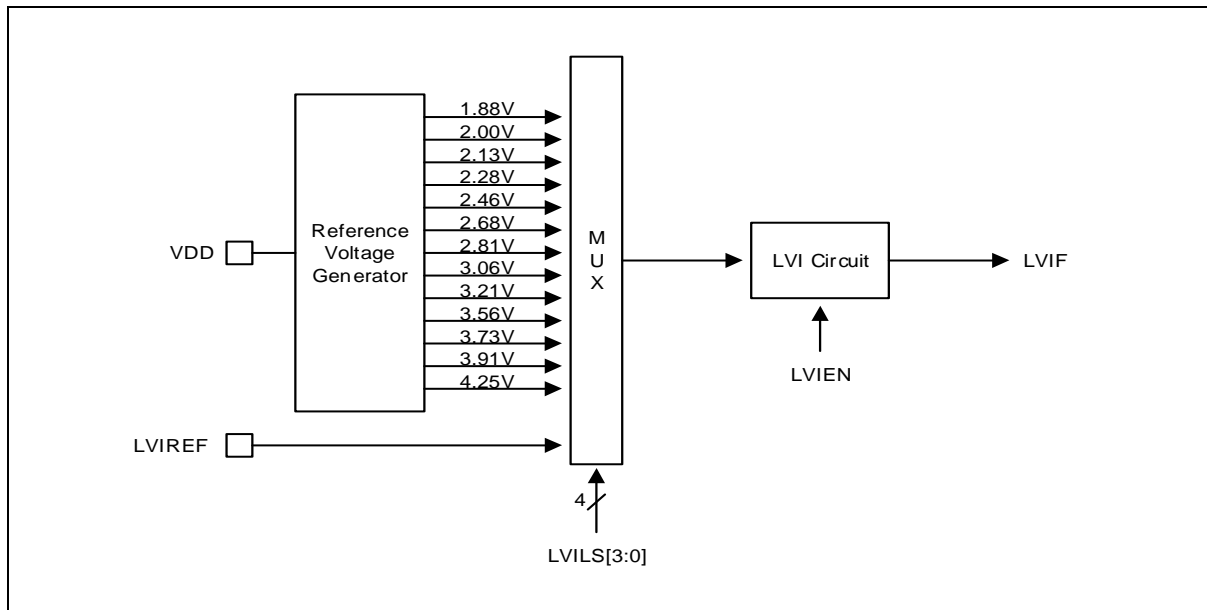 1.88V
2.00V
2.13V
2.28V
2.46V
2.68V
2.81V
3.06V
3.21V
3.56V
3.73V
3.91V
4.25V
VDD
Reference
Voltage
Generator
M
U
X
LVI Circuit
LVIF
LVIEN
LVIREF
4
LVILS[3:0]